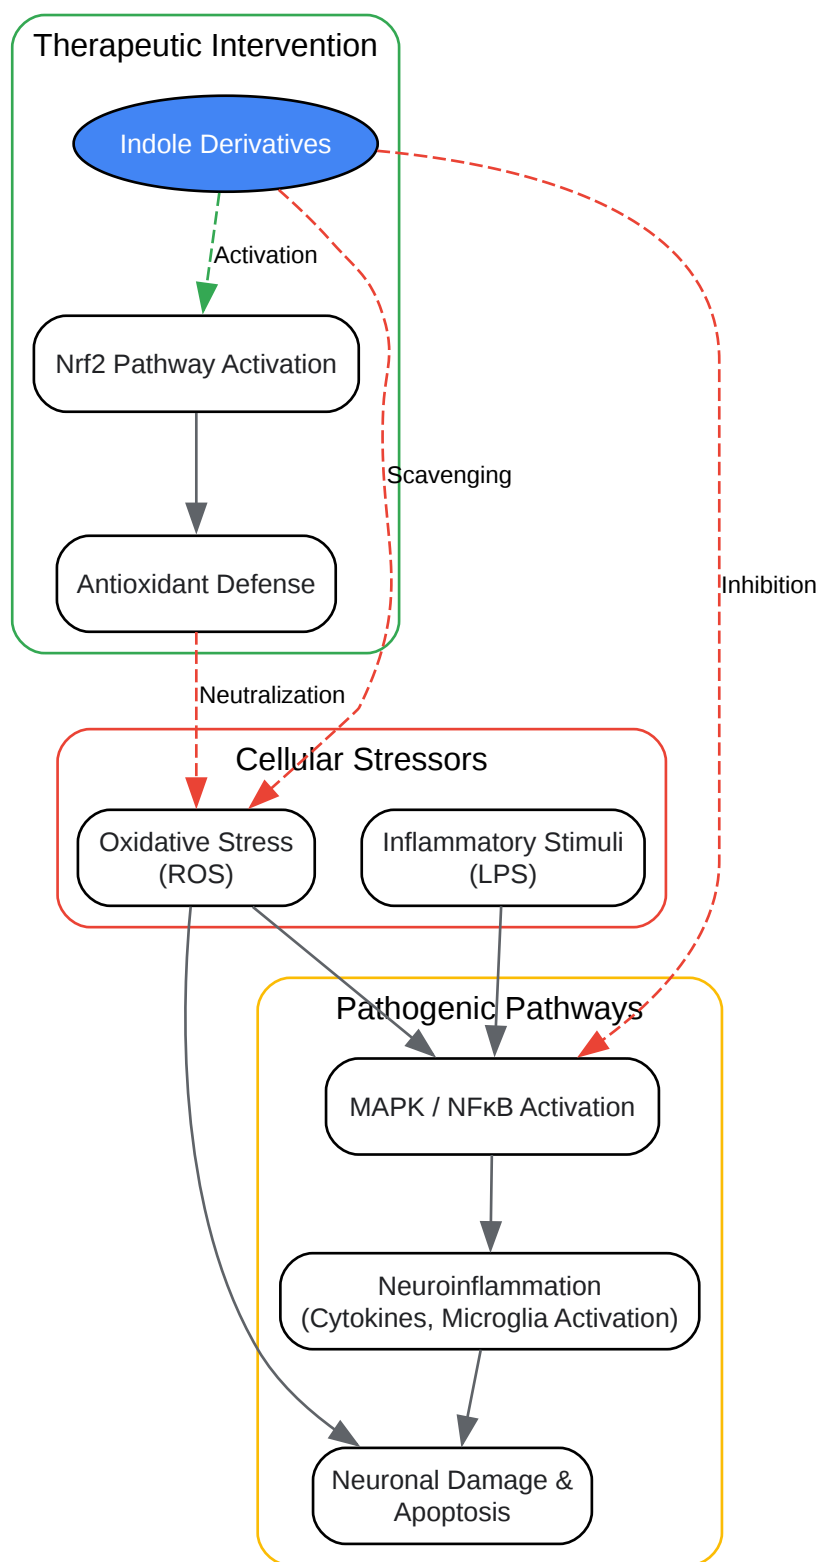 Therapeutic Intervention
Indole Derivatives
Activation
Nrf2 Pathway Activation
Scavenging
Antioxidant Defense
Inhibition
Neutralization
Cellular Stressors
Oxidative Stress
(ROS)
Inflammatory Stimuli
(LPS)
Pathogenic Pathways
MAPK / NFκB Activation
Neuroinflammation
(Cytokines, Microglia Activation)
Neuronal Damage &
Apoptosis